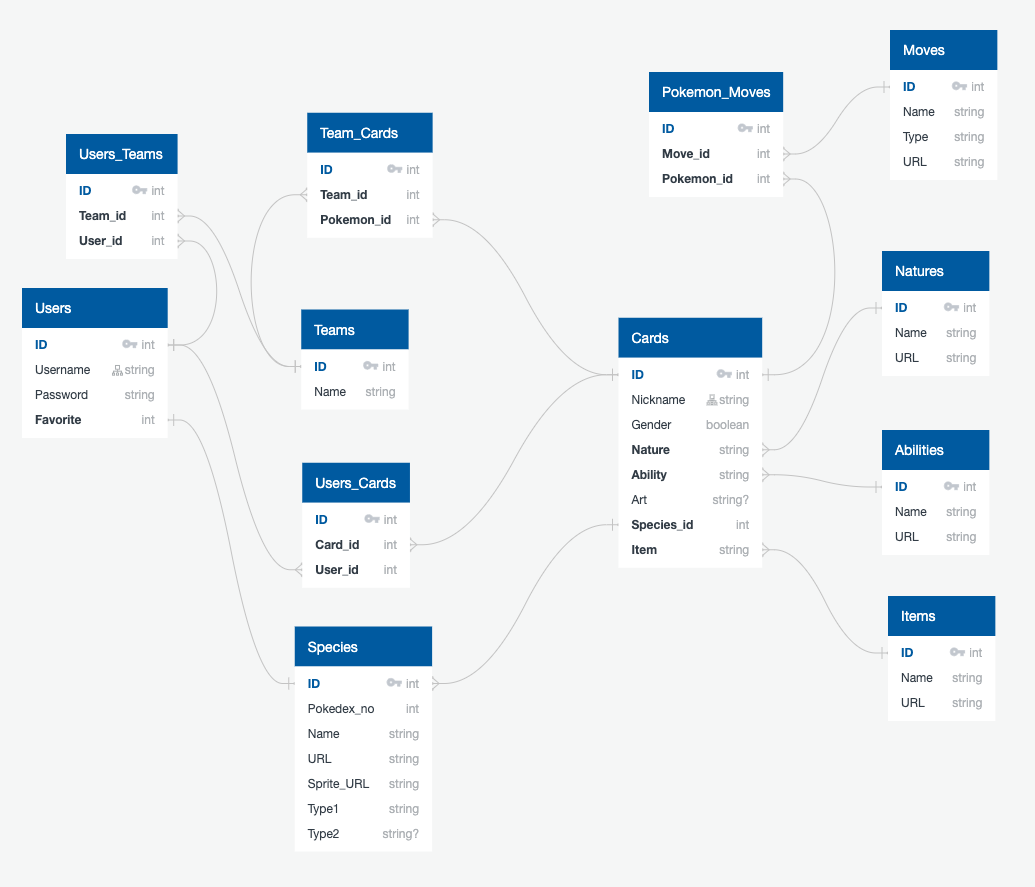 Users_Teams
ID int
Team_id int
User_id int
Users
ID int
Username string
Password string
Favorite int
Team_Cards
ID int
Team_id int
Pokemon_id int
Teams
ID int
Name string
Users_Cards
ID int
Card_id int
User_id int
Species
ID int
Pokedex_no int
Name string
URL string
Sprite_URL string
Type1 string
Type2 string?
Pokemon_Moves
ID int
Move_id int
Pokemon_id int
Cards
ID int
Nickname string
Gender boolean
Nature string
Ability string
Art string?
Species_id int
Item string
Moves
ID int
Name string
Type string
URL string
Natures
ID int
Name string
URL string
Abilities
ID int
Name string
URL string
Items
ID int
Name string
URL string